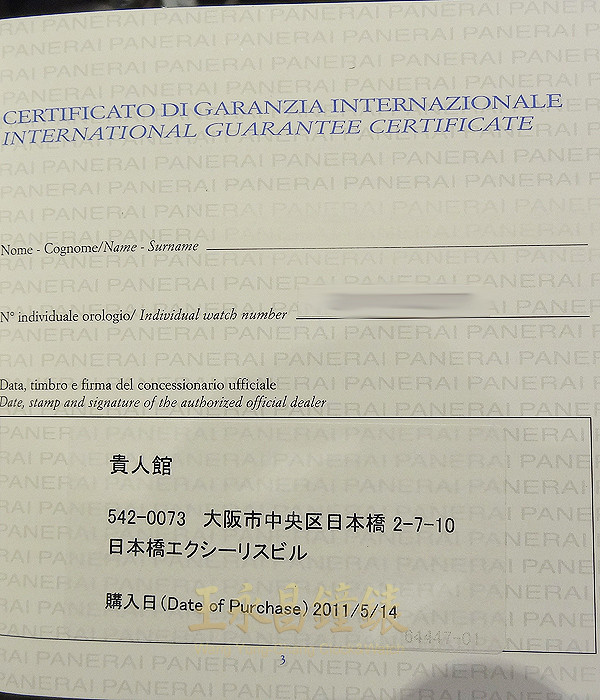 CERTIFICATO DI GARANZIA INTERNAZIONALE
INTERNATIONAL GUARANTEE CERTIFICATE
Nome - Cognome/Name - Surname
N° individuale orologio/ Individual watch number
Data, timbro e firma del concessionario ufficiale
Date, stamp and signature of the authorized official dealer
貴人館
542-0073 大阪市中央区日本橋 2-7-10
日本橋エクシーリスビル
購入日(Date of Purchase) 2011/5/14
王永昌鐘錶
64447-01
3